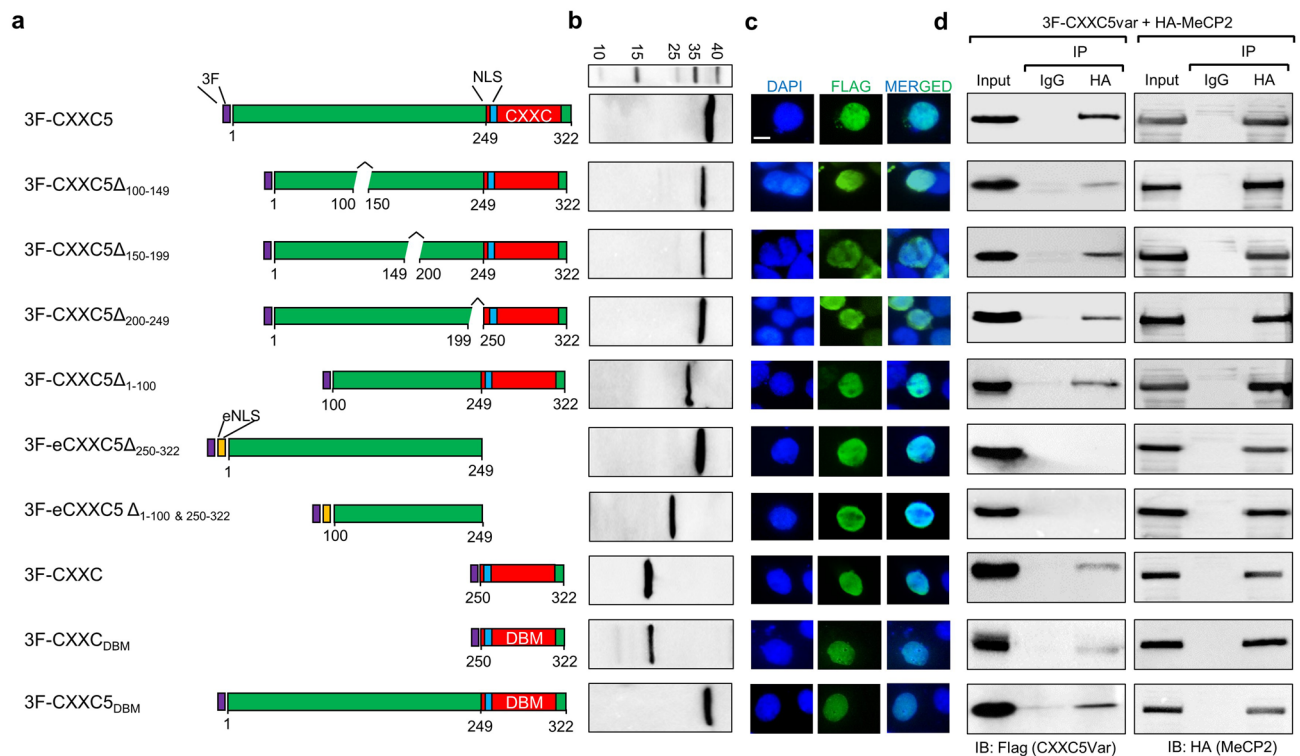 a b c d
3F-CXXC5var + HA-MeCP2
IP IP
10 15 25 35 40
Input IgG HA Input IgG HA
3F NLS
DAPI FLAG MERGED
3F-CXXC5 CXXC
1 249 322
3F-CXXC5Δ100-149
1 100 150 249 322
3F-CXXC5Δ150-199
1 149 200 249 322
3F-CXXC5Δ200-249
1 199 250 322
3F-CXXC5Δ1-100
100 249 322
eNLS
3F-eCXXC5Δ250-322
1 249
3F-eCXXC5 Δ1-100 & 250-322
100 249
3F-CXXC
250 322
3F-CXXCDBM DBM
250 322
3F-CXXC5DBM DBM
1 249 322
IB: Flag (CXXC5Var) IB: HA (MeCP2)